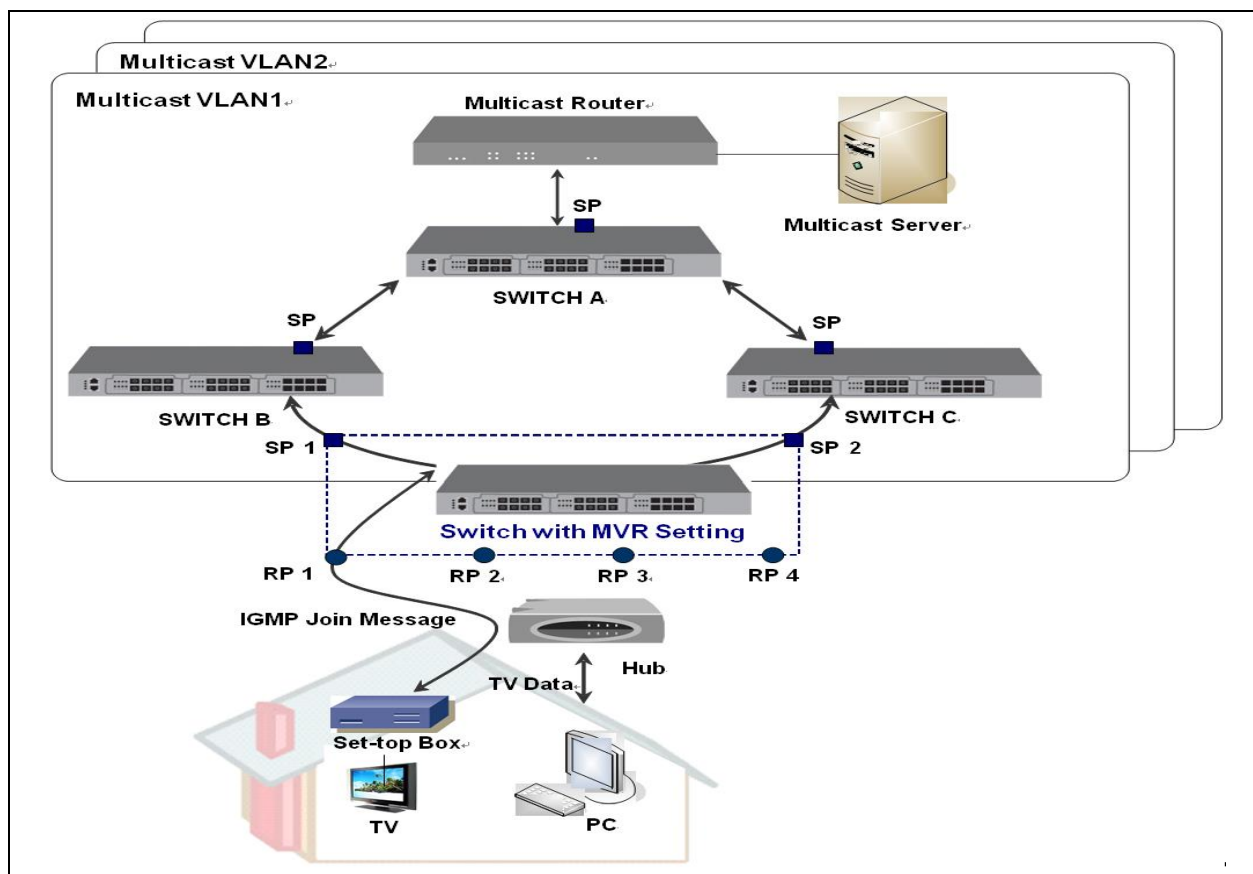 Multicast VLAN2
Multicast VLAN1
Multicast Router
SP
Multicast Server
SWITCH A
SP
SP
SWITCH B
SWITCH C
SP 1
SP 2
Switch with MVR Setting
RP 1
RP 2
RP 3
RP 4
IGMP Join Message
Hub
TV Data
Set-top Box
TV
PC